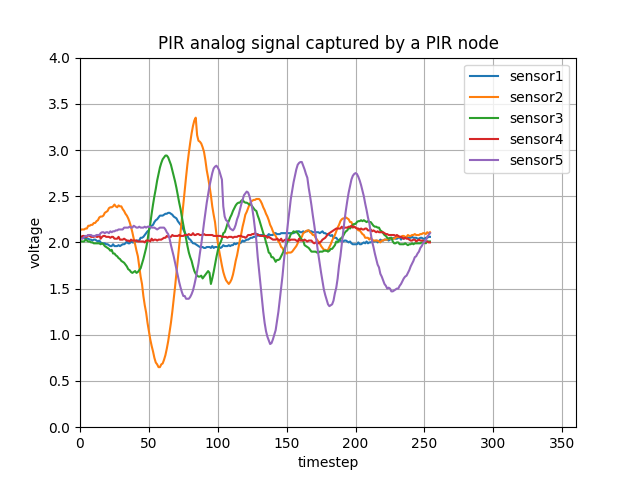 PIR analog signal captured by a PIR node
4.0
3.5
3.0
2.5
2.0
1.5
1.0
0.5
0.0
voltage
sensor1
sensor2
sensor3
sensor4
sensor5
0 50 100 150 200 250 300 350
timestep